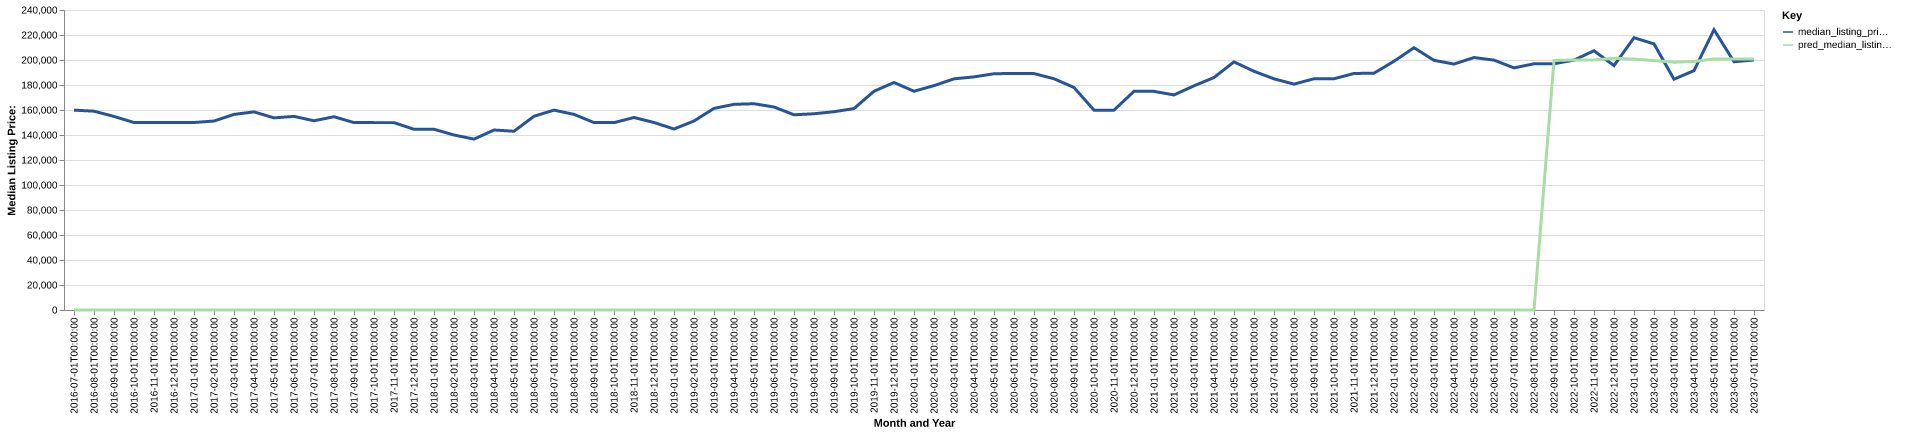 240,000
220,000
200,000
180,000
160,000
140,000
120,000
100,000
80,000
60,000
40,000
20,000
0
Median Listing Price:
2016-07-01T00:00:00
2016-08-01T00:00:00
2016-09-01T00:00:00
2016-10-01T00:00:00
2016-11-01T00:00:00
2016-12-01T00:00:00
2017-01-01T00:00:00
2017-02-01T00:00:00
2017-03-01T00:00:00
2017-04-01T00:00:00
2017-05-01T00:00:00
2017-06-01T00:00:00
2017-07-01T00:00:00
2017-08-01T00:00:00
2017-09-01T00:00:00
2017-10-01T00:00:00
2017-11-01T00:00:00
2017-12-01T00:00:00
2018-01-01T00:00:00
2018-02-01T00:00:00
2018-03-01T00:00:00
2018-04-01T00:00:00
2018-05-01T00:00:00
2018-06-01T00:00:00
2018-07-01T00:00:00
2018-08-01T00:00:00
2018-09-01T00:00:00
2018-10-01T00:00:00
2018-11-01T00:00:00
2018-12-01T00:00:00
2019-01-01T00:00:00
2019-02-01T00:00:00
2019-03-01T00:00:00
2019-04-01T00:00:00
2019-05-01T00:00:00
2019-06-01T00:00:00
2019-07-01T00:00:00
2019-08-01T00:00:00
2019-09-01T00:00:00
2019-10-01T00:00:00
2019-11-01T00:00:00
2019-12-01T00:00:00
2020-01-01T00:00:00
2020-02-01T00:00:00
2020-03-01T00:00:00
2020-04-01T00:00:00
2020-05-01T00:00:00
2020-06-01T00:00:00
2020-07-01T00:00:00
2020-08-01T00:00:00
2020-09-01T00:00:00
2020-10-01T00:00:00
2020-11-01T00:00:00
2020-12-01T00:00:00
2021-01-01T00:00:00
2021-02-01T00:00:00
2021-03-01T00:00:00
2021-04-01T00:00:00
2021-05-01T00:00:00
2021-06-01T00:00:00
2021-07-01T00:00:00
2021-08-01T00:00:00
2021-09-01T00:00:00
2021-10-01T00:00:00
2021-11-01T00:00:00
2021-12-01T00:00:00
2022-01-01T00:00:00
2022-02-01T00:00:00
2022-03-01T00:00:00
2022-04-01T00:00:00
2022-05-01T00:00:00
2022-06-01T00:00:00
2022-07-01T00:00:00
2022-08-01T00:00:00
2022-09-01T00:00:00
2022-10-01T00:00:00
2022-11-01T00:00:00
2022-12-01T00:00:00
2023-01-01T00:00:00
2023-02-01T00:00:00
2023-03-01T00:00:00
2023-04-01T00:00:00
2023-05-01T00:00:00
2023-06-01T00:00:00
2023-07-01T00:00:00
Month and Year
Key
median_listing_pri…
pred_median_listin…